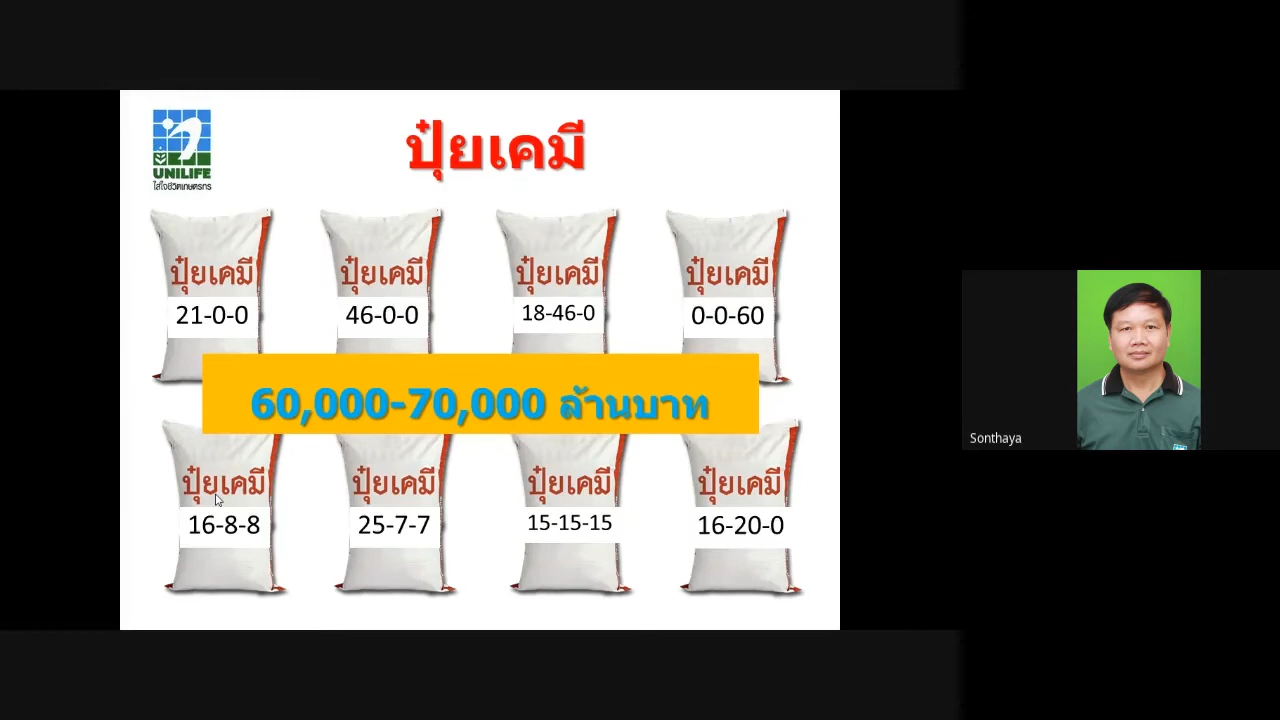 UNILIFE
ใส่ใจชีวิตเกษตรกร
ปุ๋ยเคมี
ปุ๋ยเคมี
21-0-0
ปุ๋ยเคมี
46-0-0
ปุ๋ยเคมี
18-46-0
ปุ๋ยเคมี
0-0-60
60,000-70,000 ล้านบาท
ปุ๋ยเคมี
16-8-8
ปุ๋ยเคมี
25-7-7
ปุ๋ยเคมี
15-15-15
ปุ๋ยเคมี
16-20-0
Sonthaya